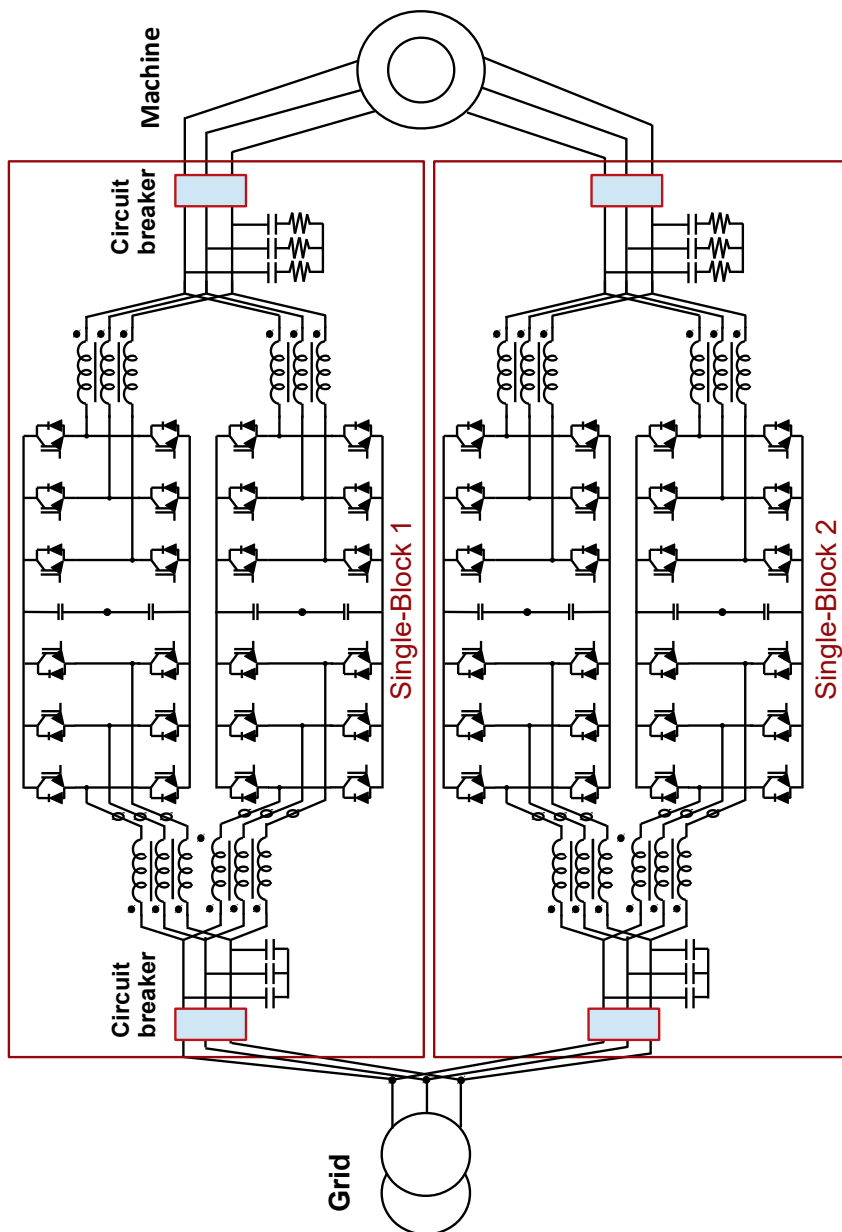 Machine
Circuit
breaker
Single-Block 1
Single-Block 2
Circuit
breaker
Grid